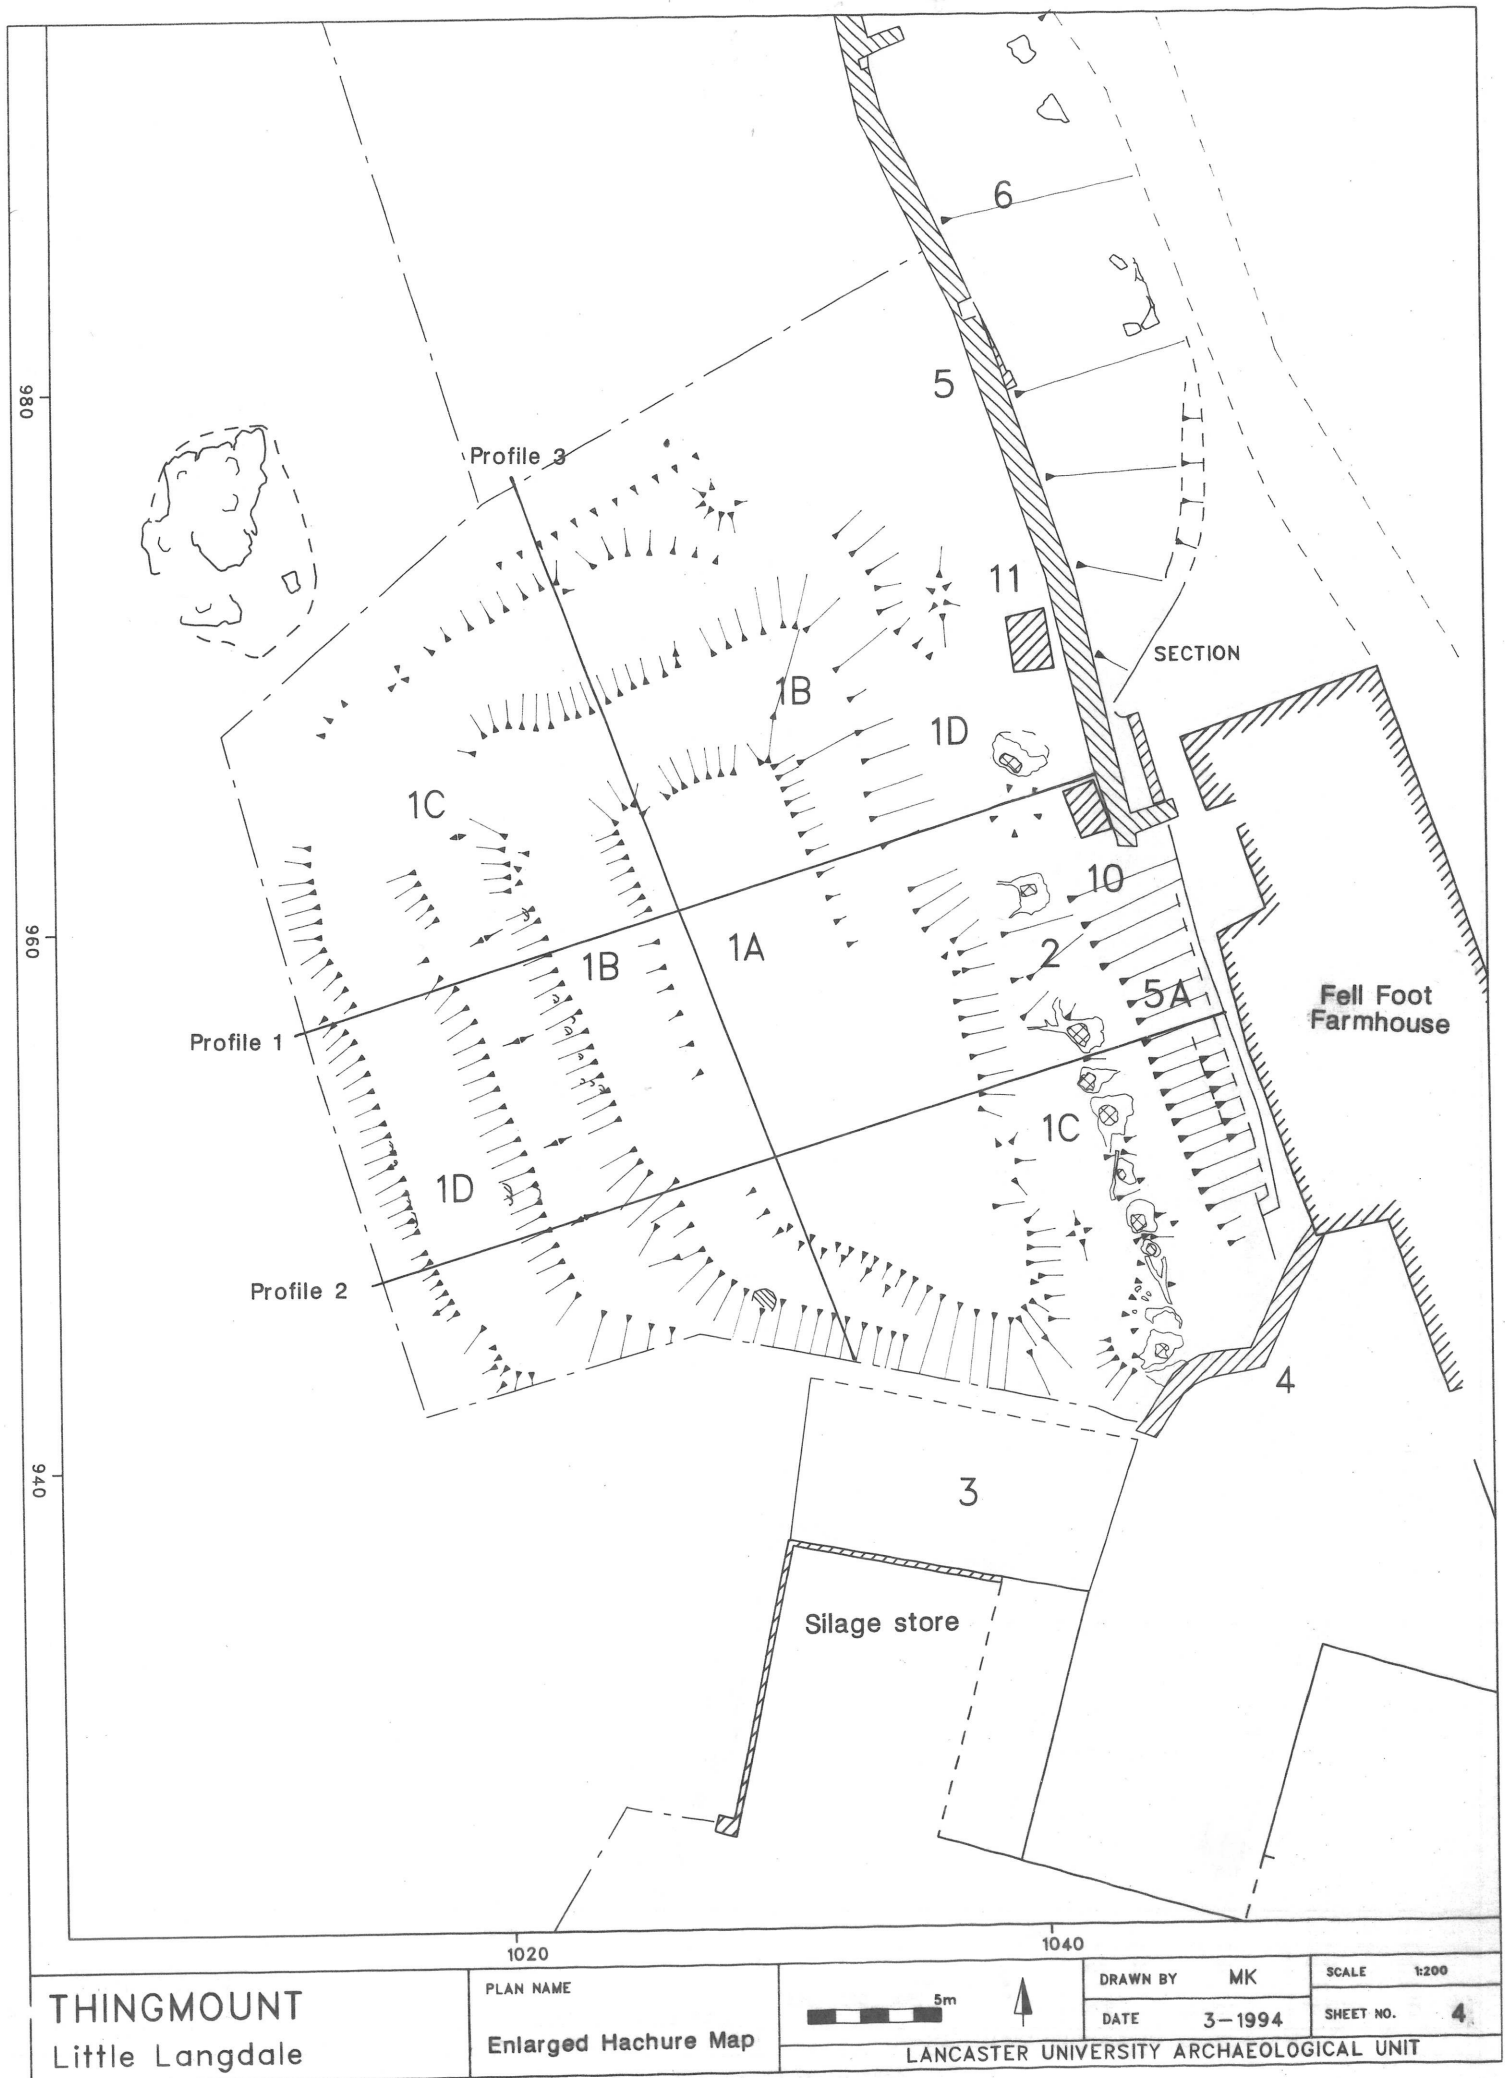 6
980
5
Profile 3
11
SECTION
1B
1D
1C
10
1B
1A
2
960
5A
Fell Foot
Farmhouse
Profile 1
1C
1D
Profile 2
4
940
3
Silage store
1020
1040
THINGMOUNT
Little Langdale
PLAN NAME
Enlarged Hachure Map
5m
DRAWN BY MK
DATE 3-1994
SCALE 1:200
SHEET NO. 4
LANCASTER UNIVERSITY ARCHAEOLOGICAL UNIT